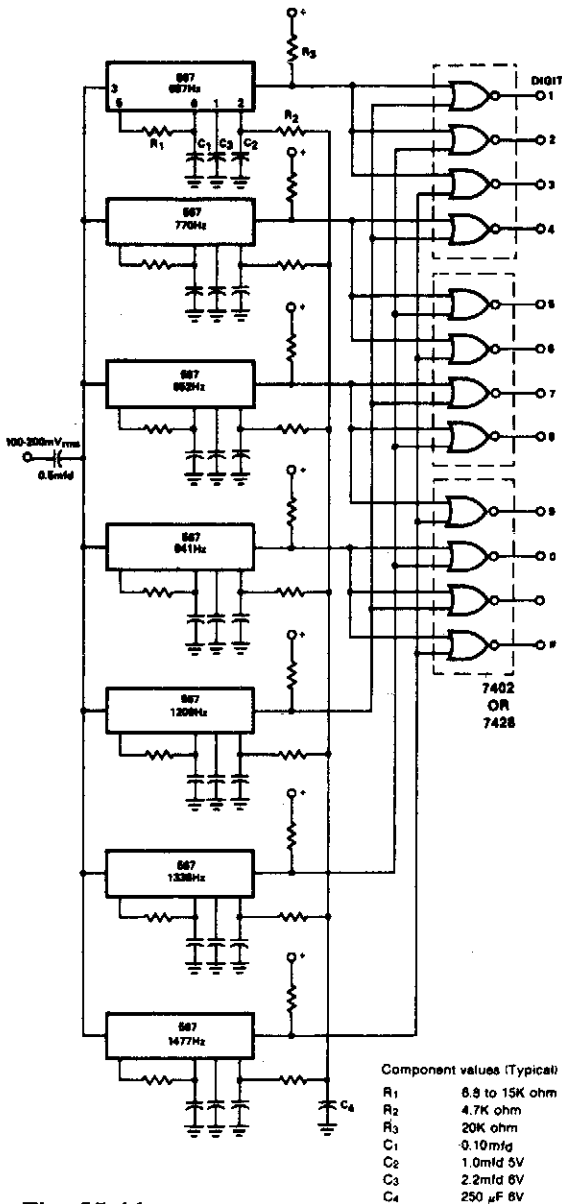 +
R3
567
697Hz
3
5 6 1 2
R1
C1
C3
C2
R2
DIGIT
1
2
3
4
+
567
770Hz
5
6
7
8
+
567
852Hz
100-200mVrms
0.5mfd
+
567
941Hz
9
0
#
7402
OR
7428
+
567
1209Hz
+
567
1336Hz
+
567
1477Hz
C4
Component values (Typical)
R1 6.8 to 15K ohm
R2 4.7K ohm
R3 20K ohm
C1 0.10mfd
C2 1.0mfd 5V
C3 2.2mfd 6V
C4 250 µF 6V